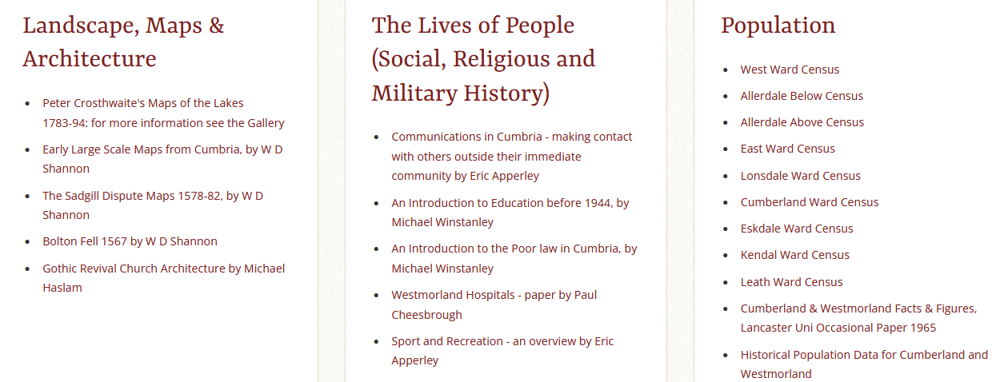 Landscape, Maps &
Architecture
Peter Crosthwaite's Maps of the Lakes
1783-94: for more information see the Gallery
Early Large Scale Maps from Cumbria, by W D
Shannon
The Sadgill Dispute Maps 1578-82, by W D
Shannon
Bolton Fell 1567 by W D Shannon
Gothic Revival Church Architecture by Michael
Haslam
The Lives of People
(Social, Religious and
Military History)
Communications in Cumbria - making contact
with others outside their immediate
community by Eric Apperley
An Introduction to Education before 1944, by
Michael Winstanley
An Introduction to the Poor law in Cumbria, by
Michael Winstanley
Westmorland Hospitals - paper by Paul
Cheesbrough
Sport and Recreation - an overview by Eric
Apperley
Population
West Ward Census
Allerdale Below Census
Allerdale Above Census
East Ward Census
Lonsdale Ward Census
Cumberland Ward Census
Eskdale Ward Census
Kendal Ward Census
Leath Ward Census
Cumberland & Westmorland Facts & Figures,
Lancaster Uni Occasional Paper 1965
Historical Population Data for Cumberland and
Westmorland